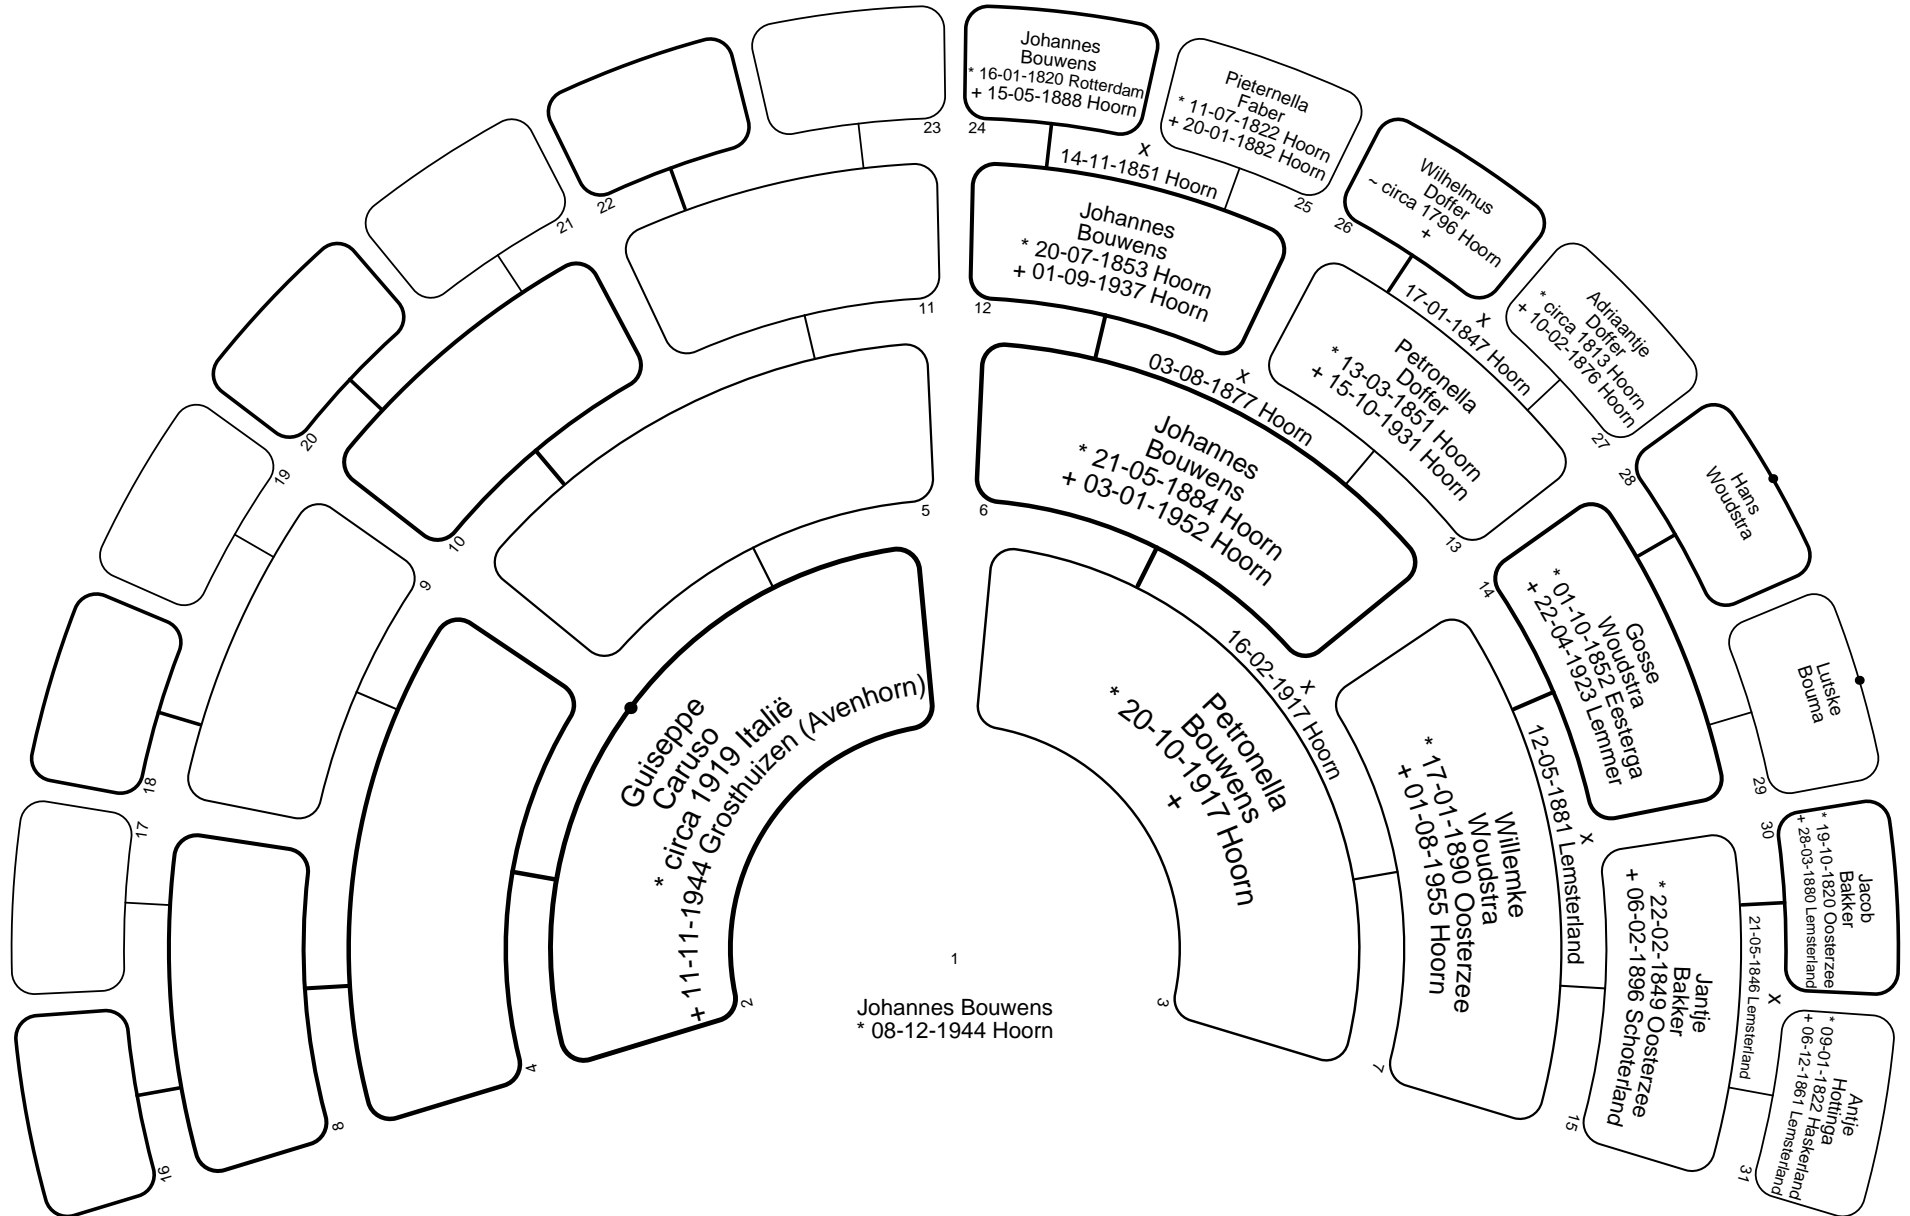 1
Johannes Bouwens
* 08-12-1944 Hoorn
2
Guiseppe
Caruso
* circa 1919 Italië
+ 11-11-1944 Grosthuizen (Avenhorn)
3
Petronella
Bouwens
* 20-10-1917 Hoorn
+
4
5
6
Johannes
Bouwens
* 21-05-1884 Hoorn
+ 03-01-1952 Hoorn
x
16-02-1917 Hoorn
7
Willemke
Woudstra
* 17-01-1890 Oosterzee
+ 01-08-1955 Hoorn
8
9
10
11
12
Johannes
Bouwens
* 20-07-1853 Hoorn
+ 01-09-1937 Hoorn
x
03-08-1877 Hoorn
13
Petronella
Doffer
* 13-03-1851 Hoorn
+ 15-10-1931 Hoorn
14
Gosse
Woudstra
* 01-10-1852 Eesterga
+ 22-04-1923 Lemmer
x
12-05-1881 Lemsterland
15
Jantje
Bakker
* 22-02-1849 Oosterzee
+ 06-02-1896 Schoterland
16
17
18
19
20
21
22
23
24
Johannes
Bouwens
* 16-01-1820 Rotterdam
+ 15-05-1888 Hoorn
x
14-11-1851 Hoorn
25
Pieternella
Faber
* 11-07-1822 Hoorn
+ 20-01-1882 Hoorn
26
Wilhelmus
Doffer
~ circa 1796 Hoorn
+
x
17-01-1847 Hoorn
27
Adriaantje
Doffer
* circa 1813 Hoorn
+ 10-02-1876 Hoorn
28
Hans
Woudstra
29
Lutske
Bouma
30
Jacob
Bakker
* 19-10-1820 Oosterzee
+ 28-03-1880 Lemsterland
x
21-05-1846 Lemsterland
31
Antje
Hottinga
* 09-01-1822 Haskerland
+ 06-12-1861 Lemsterland